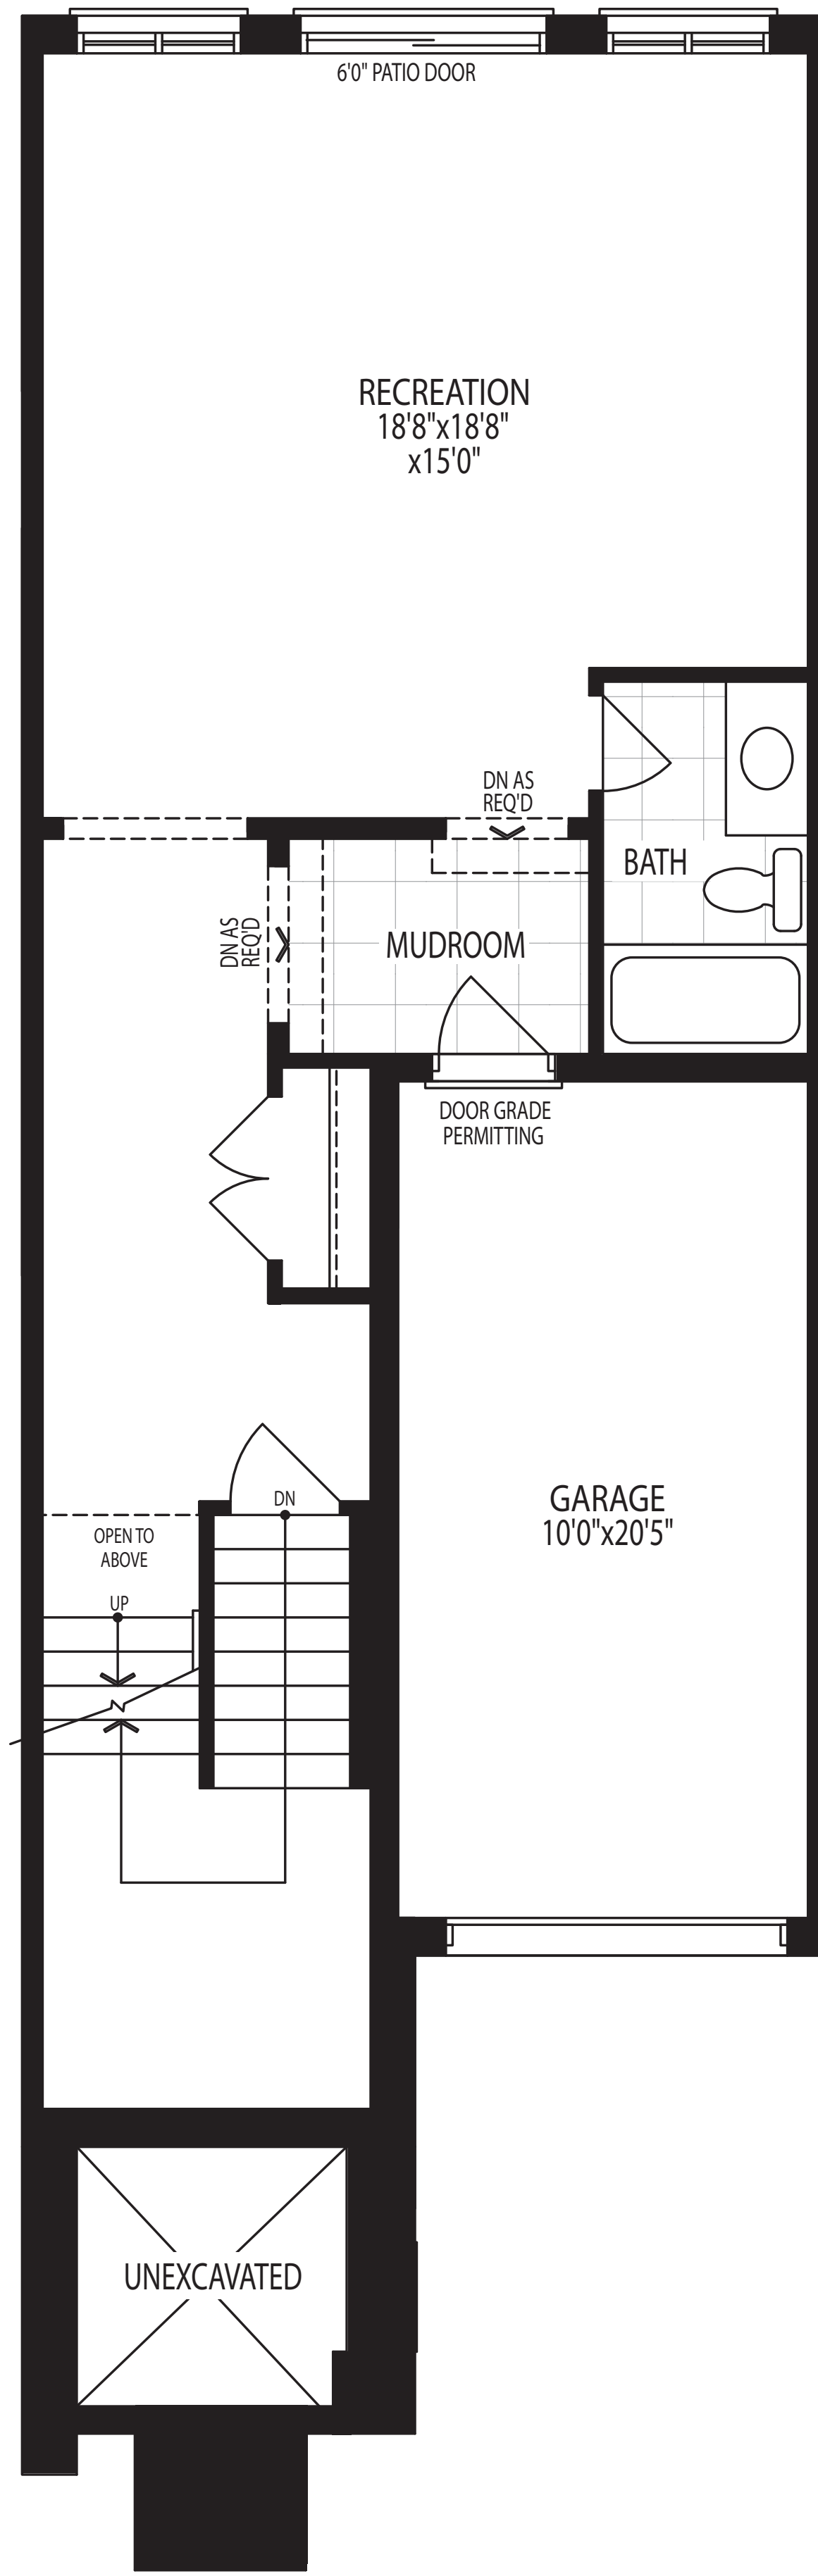 6'0" PATIO DOOR
RECREATION
18'8"x18'8"
x15'0"
DN AS
REQ'D
BATH
DN AS
REQ'D
MUDROOM
DOOR GRADE
PERMITTING
DN
GARAGE
10'0"x20'5"
OPEN TO
ABOVE
UP
UNEXCAVATED